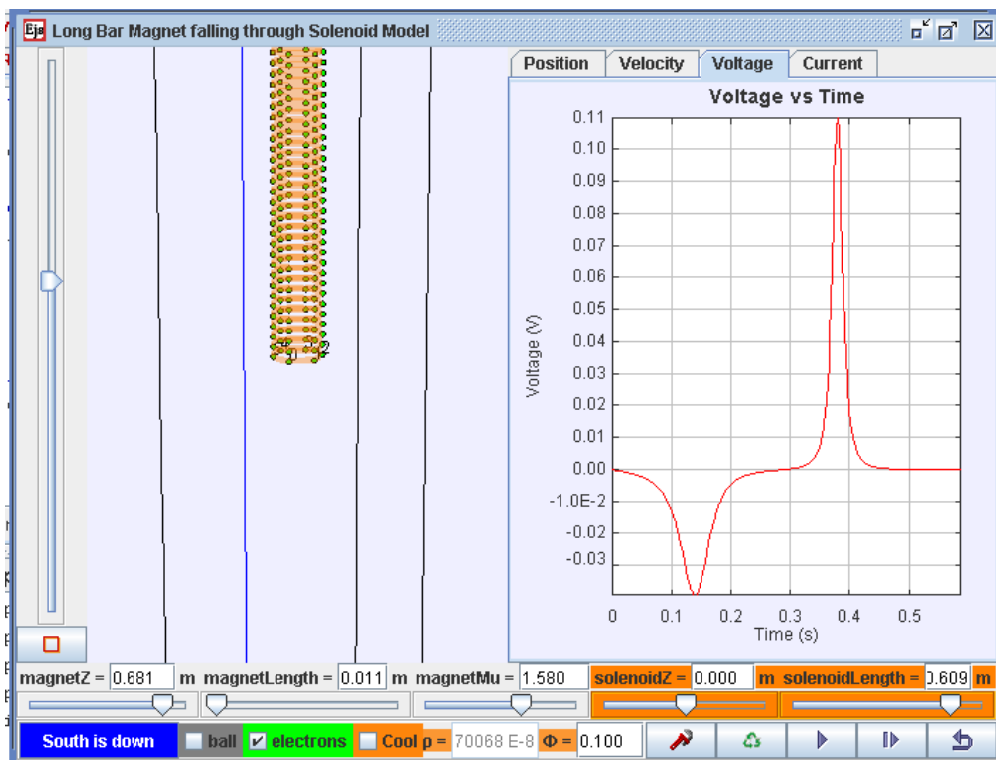 Ejs Long Bar Magnet falling through Solenoid Model
Position Velocity Voltage Current
Voltage vs Time
0.11
0.10
0.09
0.08
0.07
0.06
0.05
0.04
0.03
0.02
0.01
0.00
-1.0E-2
-0.02
-0.03
Voltage (V)
0 0.1 0.2 0.3 0.4 0.5
Time (s)
magnetZ = 0.681 m magnetLength = 0.011 m magnetMu = 1.580 solenoidZ = 0.000 m solenoidLength = 0.609 m
South is down ball electrons Cool ρ = 70068 E-8 Φ = 0.100